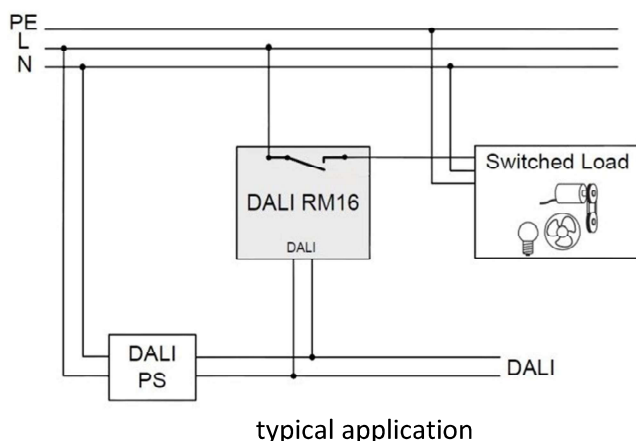 PE
L
N
Switched Load
DALI RM16
DALI
DALI
PS
DALI
typical application